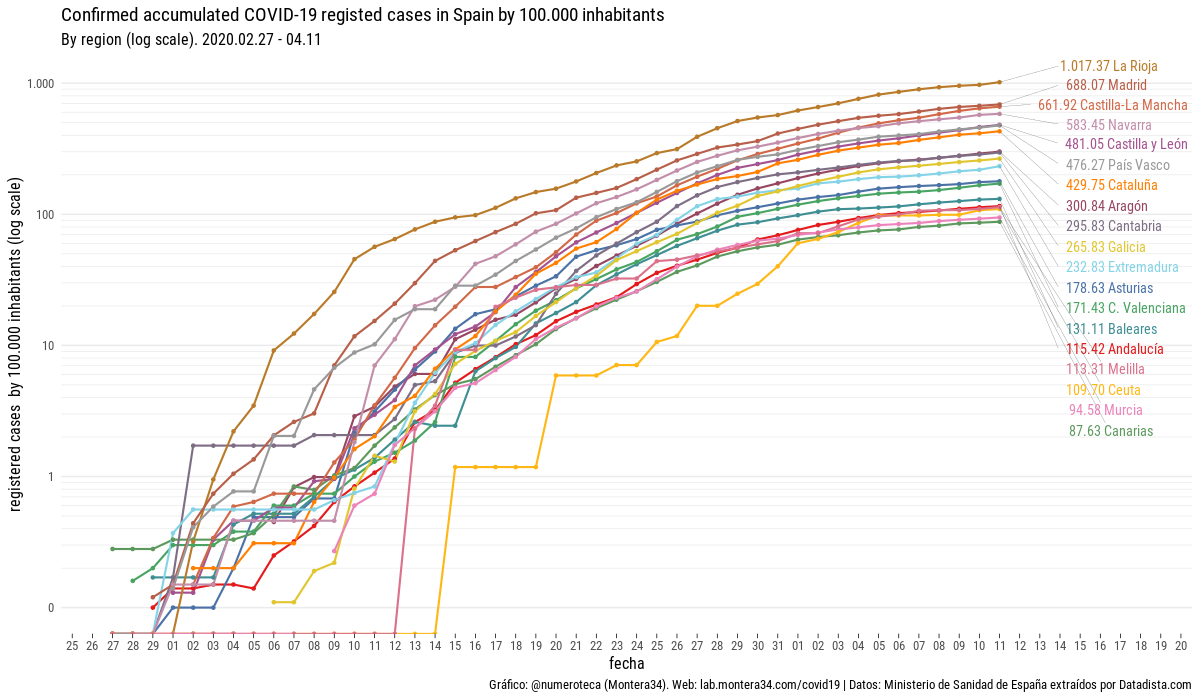 Confirmed accumulated COVID-19 registed cases in Spain by 100.000 inhabitants
By region (log scale). 2020.02.27 - 04.11
registered cases by 100.000 inhabitants (log scale)
1.000
100
10
1
0
1.017.37 La Rioja
688.07 Madrid
661.92 Castilla-La Mancha
583.45 Navarra
481.05 Castilla y León
476.27 País Vasco
429.75 Cataluña
300.84 Aragón
295.83 Cantabria
265.83 Galicia
232.83 Extremadura
178.63 Asturias
171.43 C. Valenciana
131.11 Baleares
115.42 Andalucía
113.31 Melilla
109.70 Ceuta
94.58 Murcia
87.63 Canarias
25 26 27 28 29 01 02 03 04 05 06 07 08 09 10 11 12 13 14 15 16 17 18 19 20 21 22 23 24 25 26 27 28 29 30 31 01 02 03 04 05 06 07 08 09 10 11 12 13 14 15 16 17 18 19 20
fecha
Gráfico: @numeroteca (Montera34). Web: lab.montera34.com/covid19 | Datos: Ministerio de Sanidad de España extraídos por Datadista.com